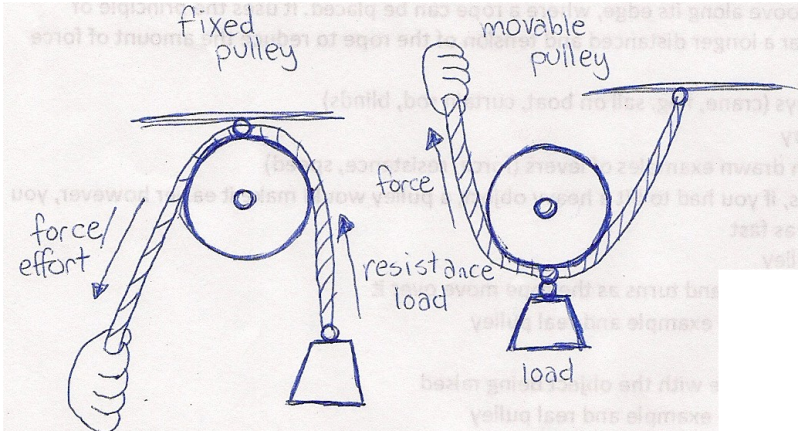 fixed
pulley
movable
pulley
force/
effort
resistance
load
force
load